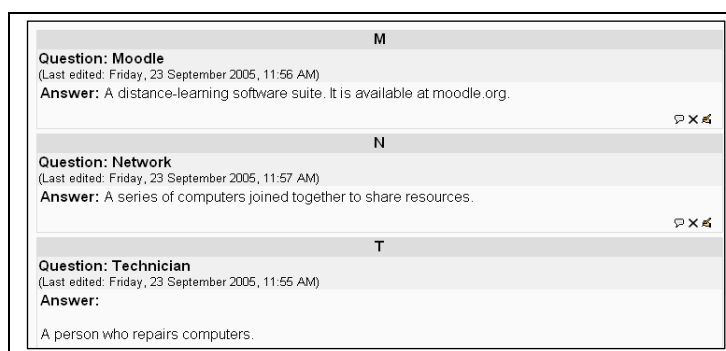 M
Question: Moodle
(Last edited: Friday, 23 September 2005, 11:56 AM)
Answer: A distance-learning software suite. It is available at moodle.org.
N
Question: Network
(Last edited: Friday, 23 September 2005, 11:57 AM)
Answer: A series of computers joined together to share resources.
T
Question: Technician
(Last edited: Friday, 23 September 2005, 11:55 AM)
Answer:
A person who repairs computers.